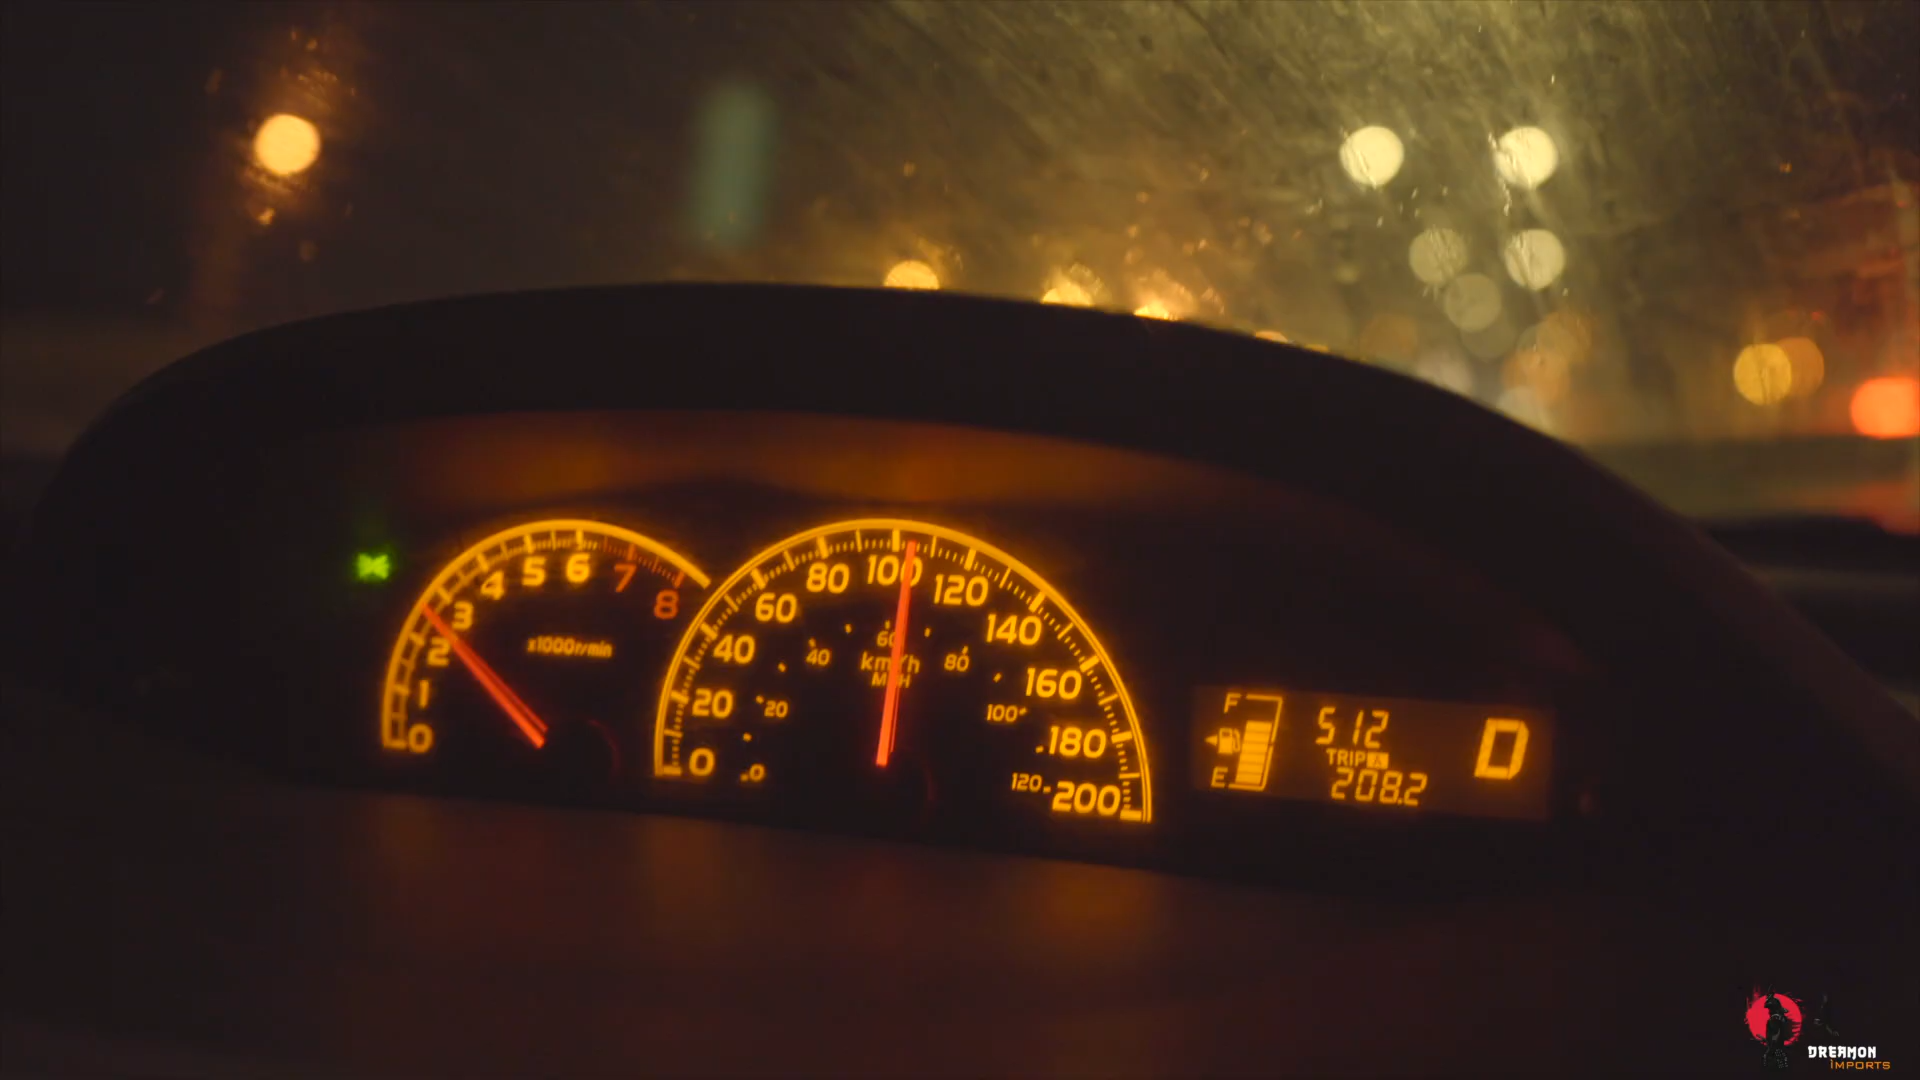 0 1 2 3 4 5 6 7 8
x1000r/min
0 20 40 60 80 100 120 140 160 180 200
0 20 40 60 80 100 120
km/h
MPH
F
E
512
TRIP A
208.2
D
DREAMON
IMPORTS